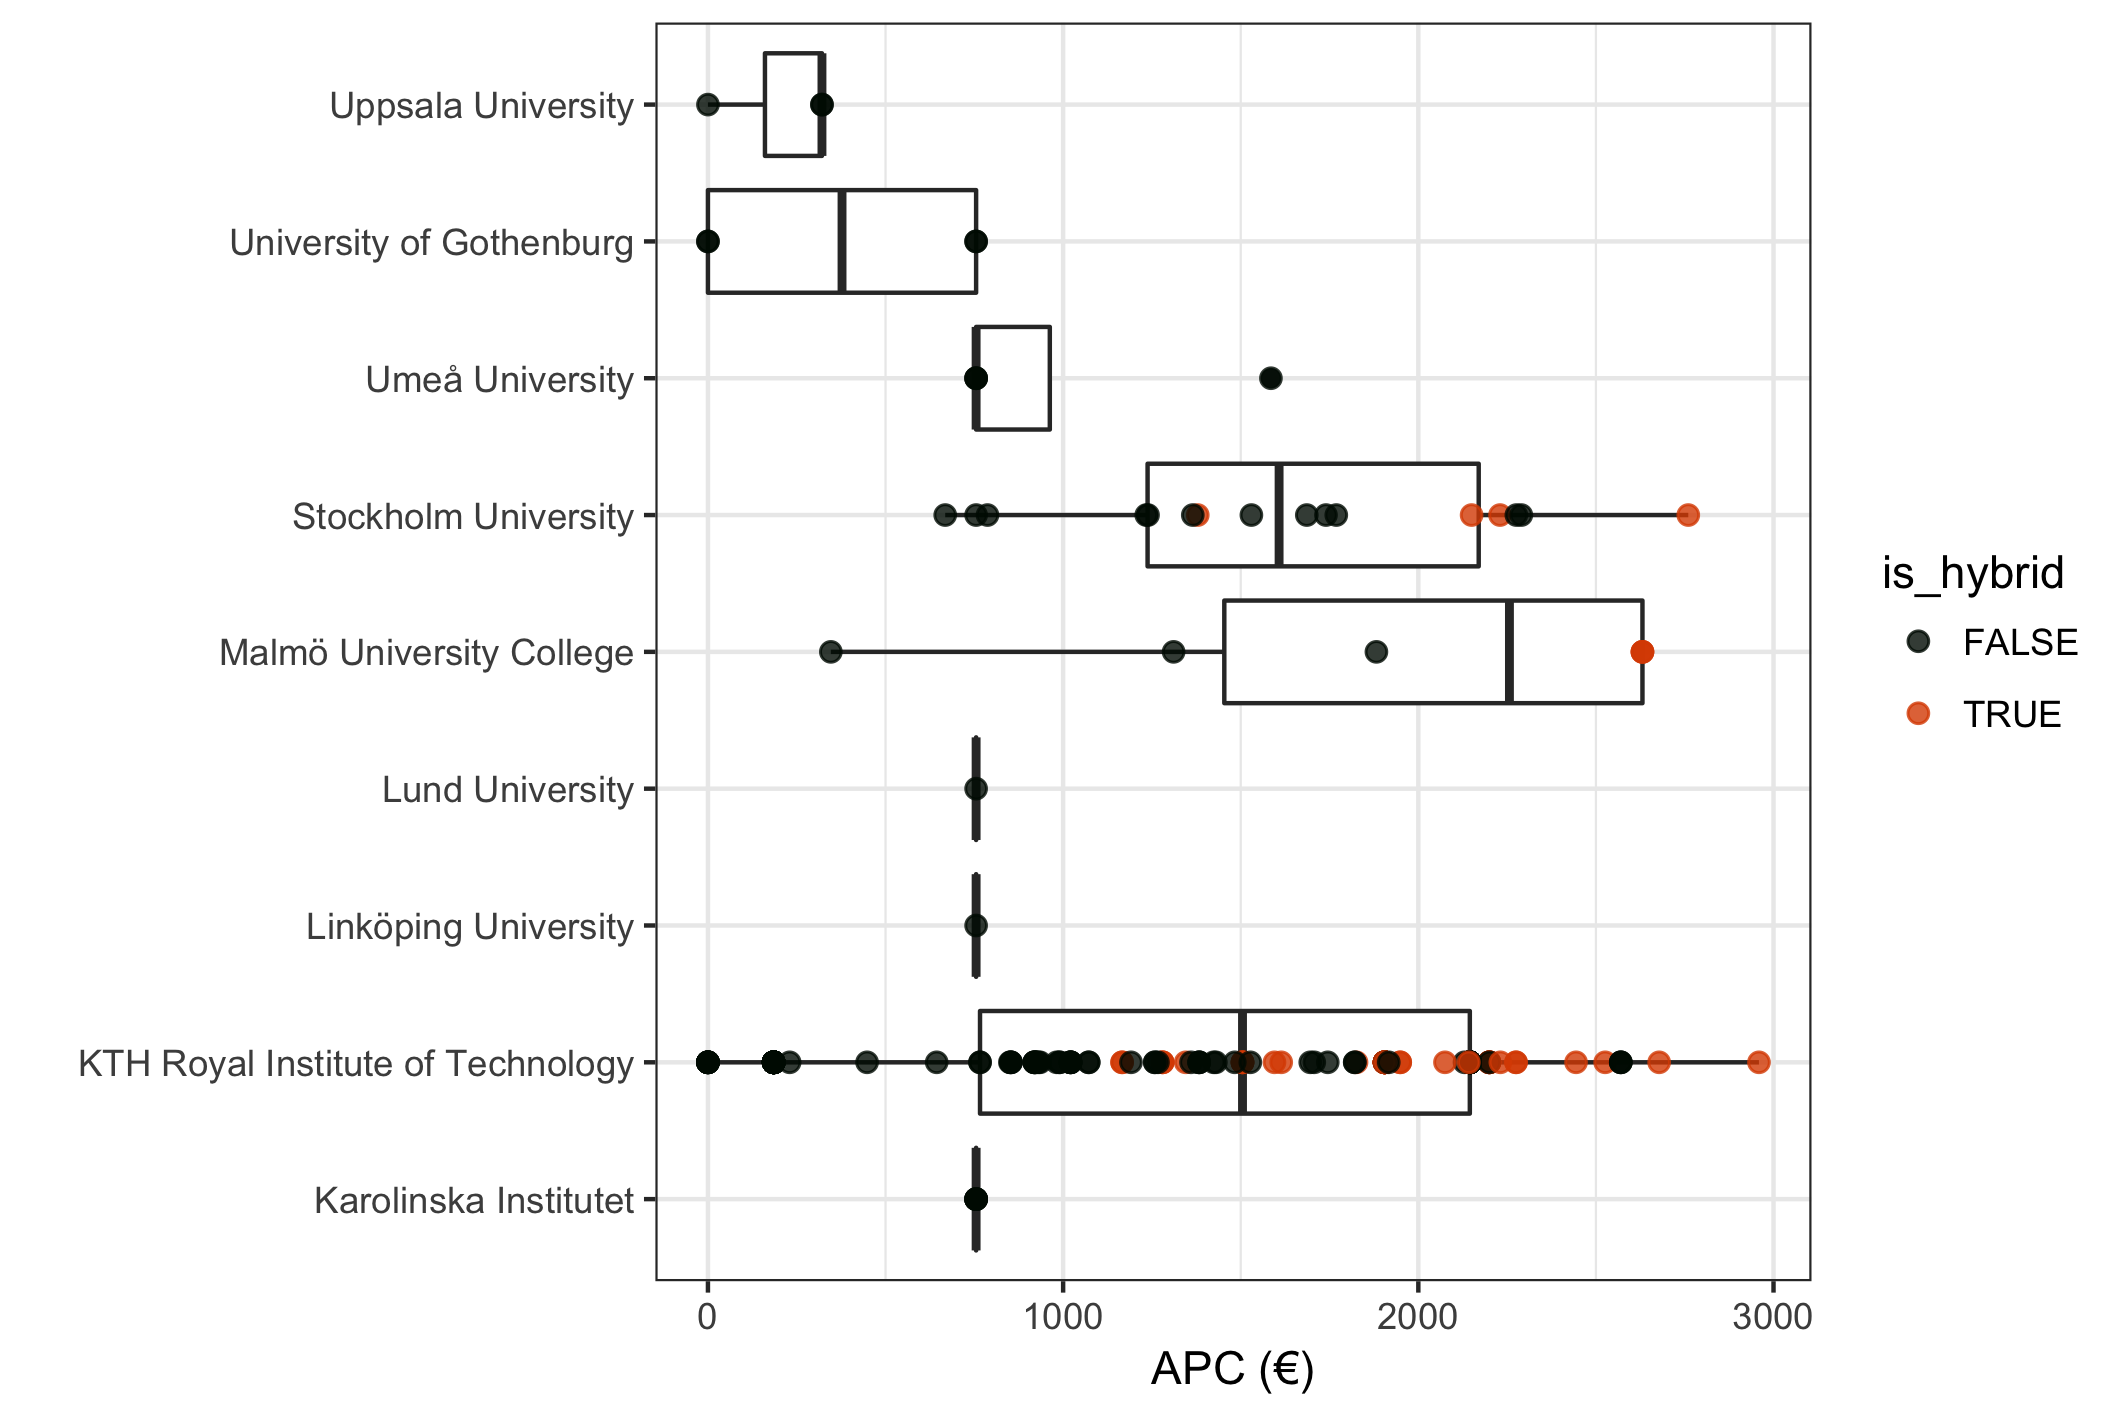 Uppsala University
University of Gothenburg
Umeå University
Stockholm University
Malmö University College
Lund University
Linköping University
KTH Royal Institute of Technology
Karolinska Institutet
0 1000 2000 3000
APC (€)
is_hybrid
FALSE
TRUE